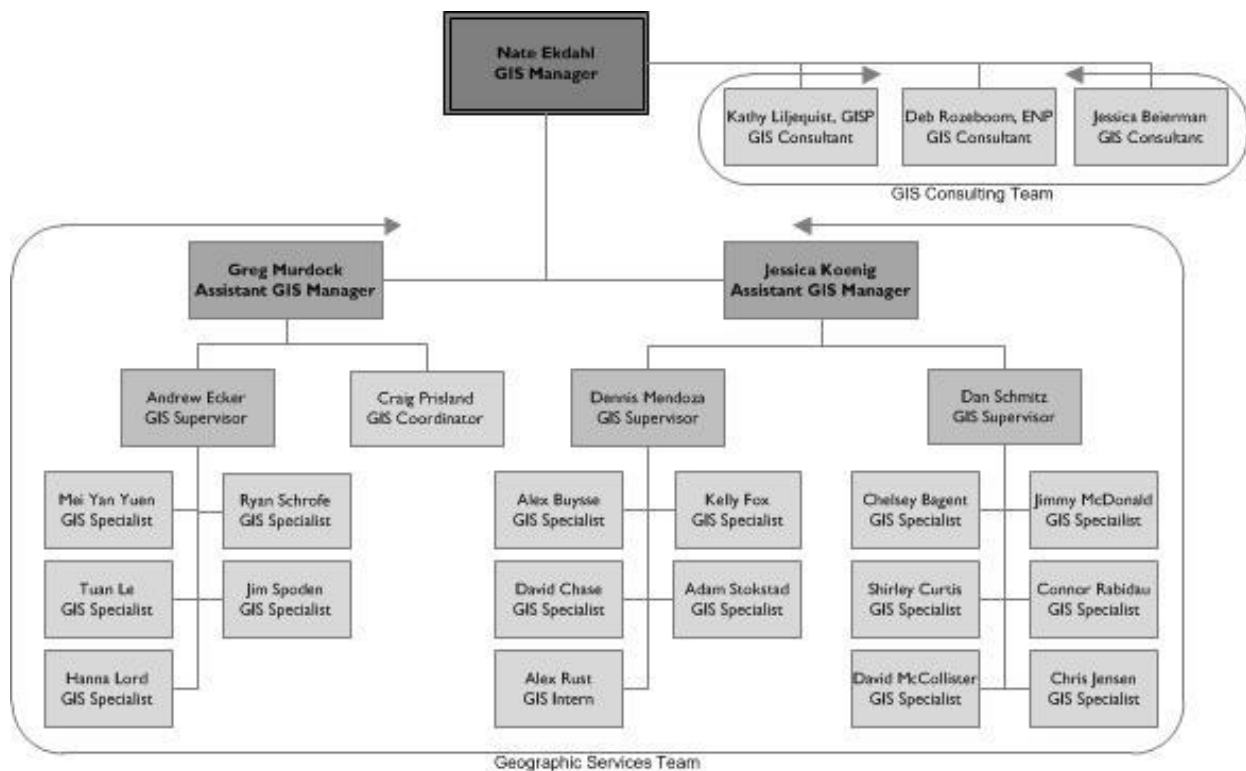 Nate Ekdahl
GIS Manager
Kathy Liljequist, GISP
GIS Consultant
Deb Rozeboom, ENP
GIS Consultant
Jessica Beierman
GIS Consultant
GIS Consulting Team
Greg Murdock
Assistant GIS Manager
Jessica Koenig
Assistant GIS Manager
Andrew Ecker
GIS Supervisor
Craig Prisland
GIS Coordinator
Dennis Mendoza
GIS Supervisor
Dan Schmitz
GIS Supervisor
Mei Yan Yuen
GIS Specialist
Ryan Schrofe
GIS Specialist
Alex Buysse
GIS Specialist
Kelly Fox
GIS Specialist
Chelsey Bagent
GIS Specialist
Jimmy McDonald
GIS Speciailist
Tuan Le
GIS Specialist
Jim Spoden
GIS Specialist
David Chase
GIS Specialist
Adam Stokstad
GIS Specialist
Shirley Curtis
GIS Specialist
Connor Rabidau
GIS Specialist
Hanna Lord
GIS Specialist
Alex Rust
GIS Intern
David McCollister
GIS Specialist
Chris Jensen
GIS Specialist
Geographic Services Team